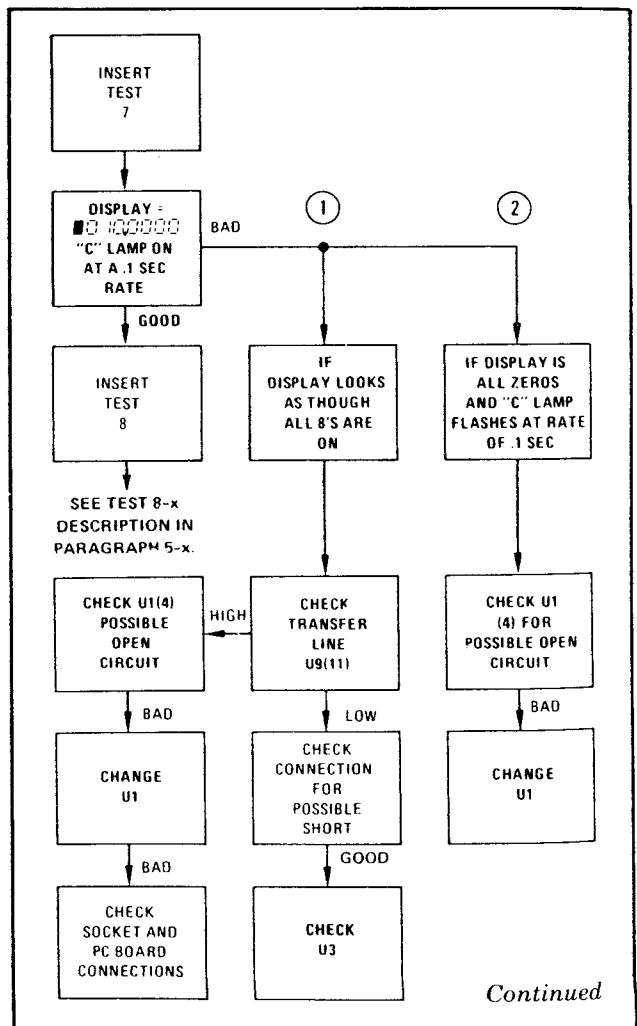 INSERT
TEST
7
DISPLAY =
0100000
"C" LAMP ON
AT A .1 SEC
RATE
BAD
1
2
GOOD
INSERT
TEST
8
IF
DISPLAY LOOKS
AS THOUGH
ALL 8'S ARE
ON
IF DISPLAY IS
ALL ZEROS
AND "C" LAMP
FLASHES AT RATE
OF .1 SEC
SEE TEST 8-x
DESCRIPTION IN
PARAGRAPH 5-x.
CHECK U1(4)
POSSIBLE
OPEN
CIRCUIT
HIGH
CHECK
TRANSFER
LINE
U9(11)
CHECK U1
(4) FOR
POSSIBLE OPEN
CIRCUIT
BAD
LOW
BAD
CHANGE
U1
CHECK
CONNECTION
FOR
POSSIBLE
SHORT
CHANGE
U1
BAD
GOOD
CHECK
SOCKET AND
PC BOARD
CONNECTIONS
CHECK
U3
Continued